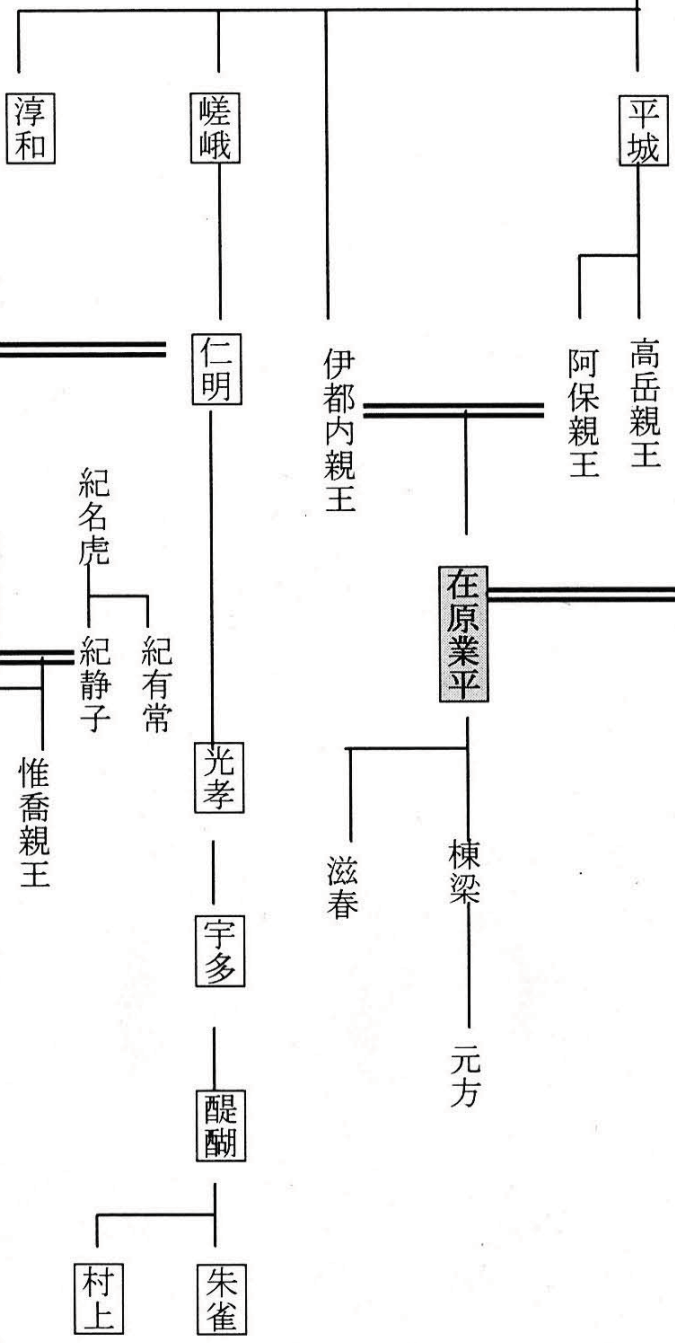 平城
高岳親王
阿保親王
在原業平
棟梁
滋春
元方
伊都内親王
嵯峨
仁明
光孝
宇多
醍醐
朱雀
村上
淳和
紀有常
紀名虎
紀静子
惟喬親王